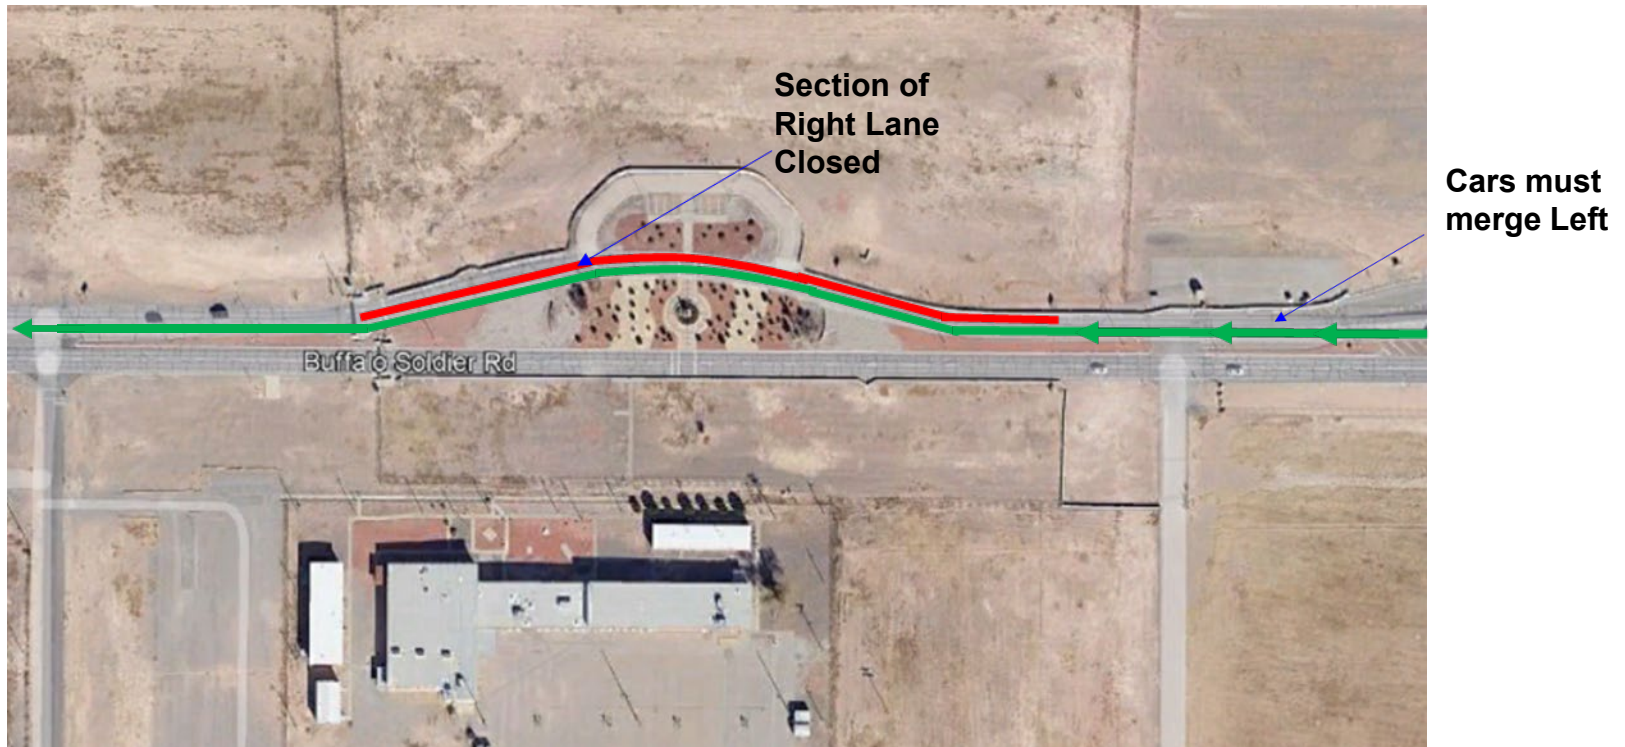 Section of
Right Lane
Closed
Cars must
merge Left
Buffalo Soldier Rd